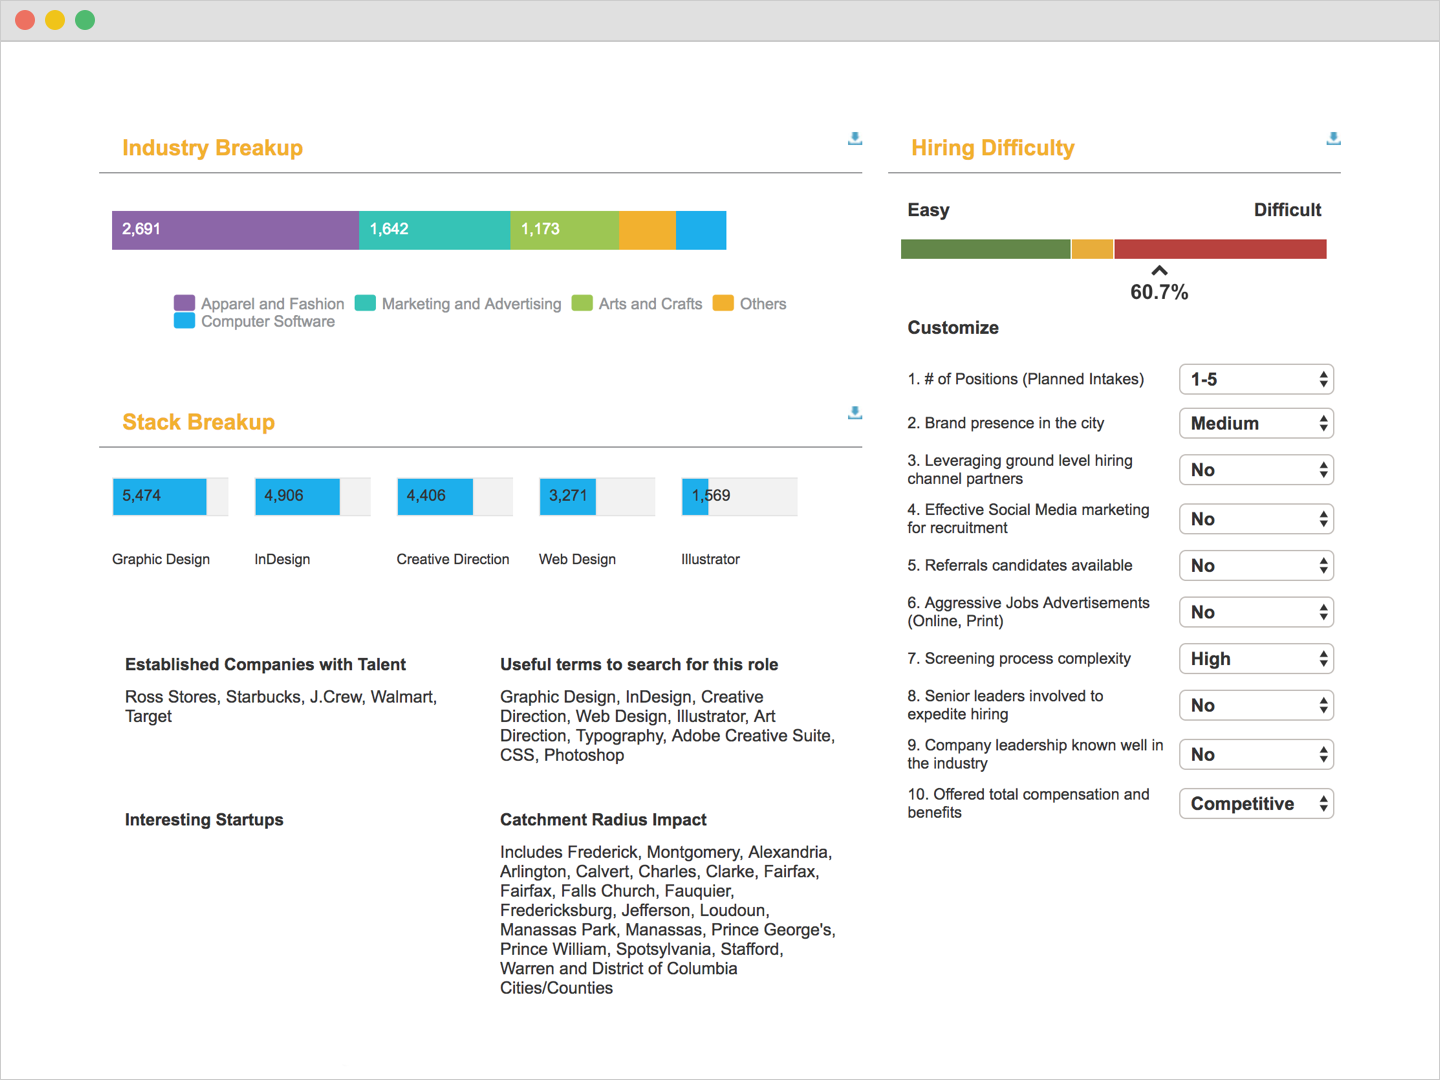 Industry Breakup
2,691
1,642
1,173
Apparel and Fashion
Marketing and Advertising
Arts and Crafts
Others
Computer Software
Stack Breakup
5,474
4,906
4,406
3,271
1,569
Graphic Design
InDesign
Creative Direction
Web Design
Illustrator
Established Companies with Talent
Ross Stores, Starbucks, J.Crew, Walmart,
Target
Useful terms to search for this role
Graphic Design, InDesign, Creative
Direction, Web Design, Illustrator, Art
Direction, Typography, Adobe Creative Suite,
CSS, Photoshop
Interesting Startups
Catchment Radius Impact
Includes Frederick, Montgomery, Alexandria,
Arlington, Calvert, Charles, Clarke, Fairfax,
Fairfax, Falls Church, Fauquier,
Fredericksburg, Jefferson, Loudoun,
Manassas Park, Manassas, Prince George's,
Prince William, Spotsylvania, Stafford,
Warren and District of Columbia
Cities/Counties
Hiring Difficulty
Easy
Difficult
60.7%
Customize
1. # of Positions (Planned Intakes)
1-5
2. Brand presence in the city
Medium
3. Leveraging ground level hiring
channel partners
No
4. Effective Social Media marketing
for recruitment
No
5. Referrals candidates available
No
6. Aggressive Jobs Advertisements
(Online, Print)
No
7. Screening process complexity
High
8. Senior leaders involved to
expedite hiring
No
9. Company leadership known well in
the industry
No
10. Offered total compensation and
benefits
Competitive